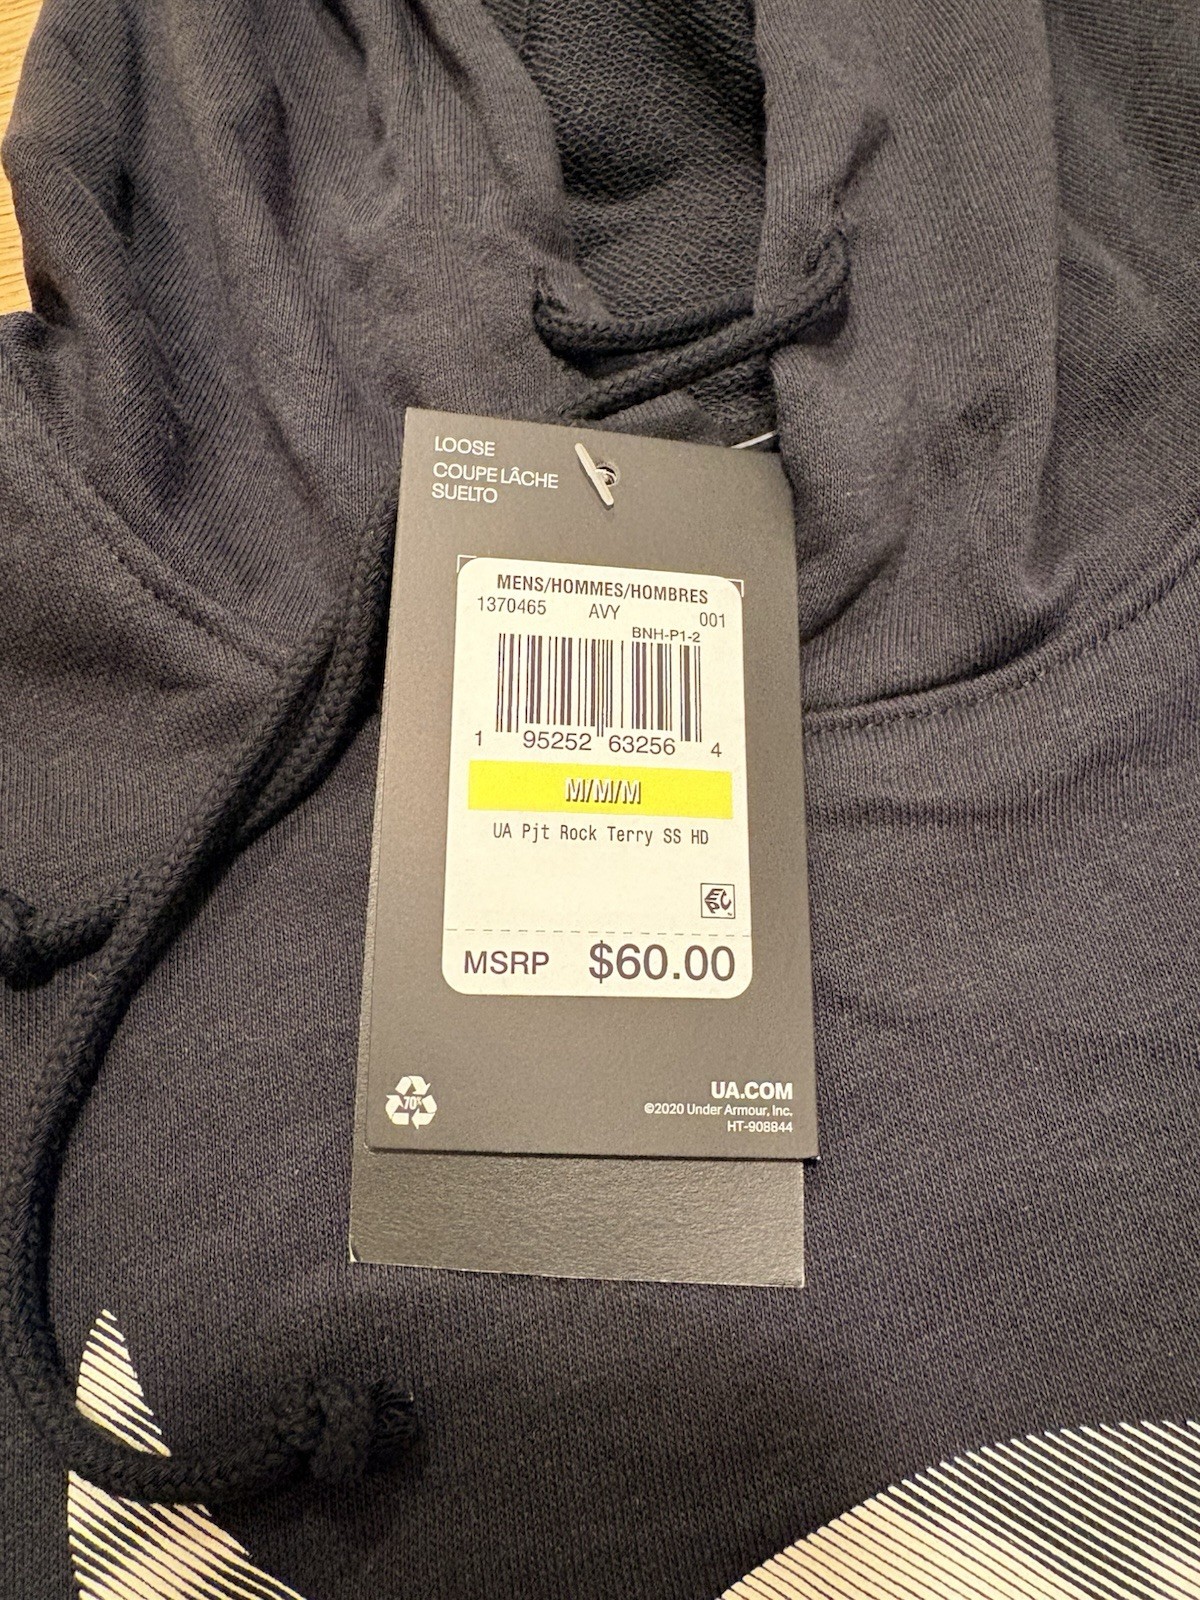 LOOSE
COUPE LÂCHE
SUELTO
MENS/HOMMES/HOMBRES
1370465 AVY 001
BNH-P1-2
1 95252 63256 4
M/M/M
UA Pjt Rock Terry SS HD
MSRP $60.00
70%
UA.COM
©2020 Under Armour, Inc.
HT-908844